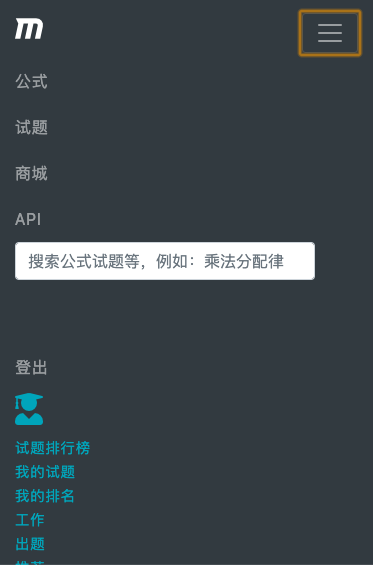 m
公式
试题
商城
API
搜索公式试题等，例如：乘法分配律
登出
试题排行榜
我的试题
我的排名
工作
出题